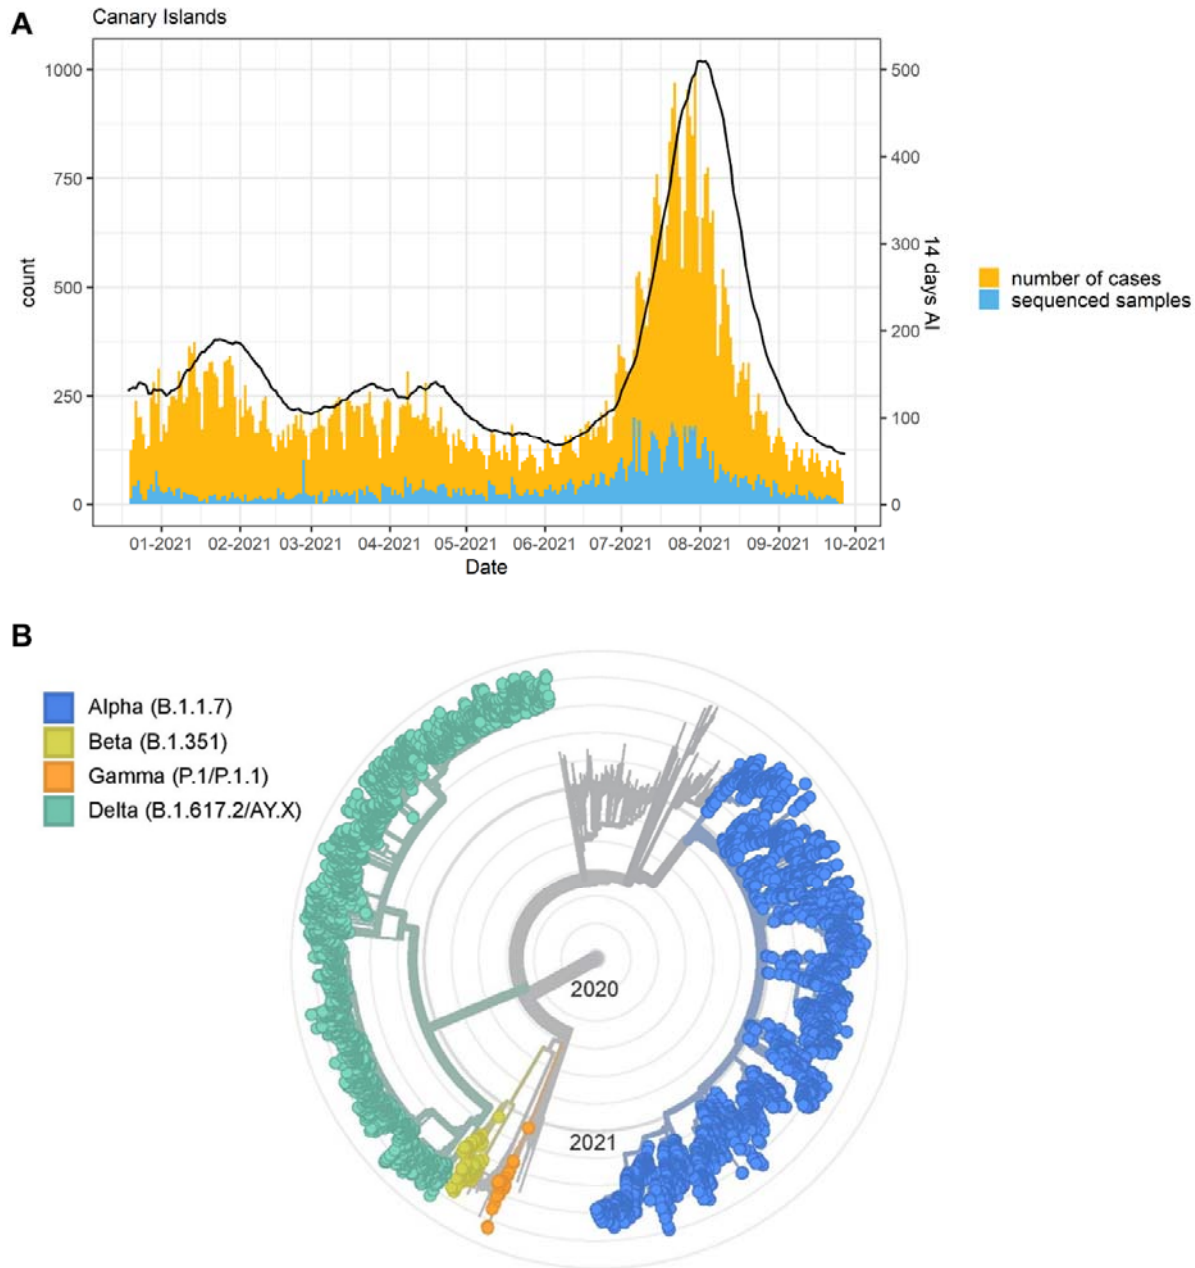 A
Canary Islands
1000
750
500
250
0
count
500
400
300
200
100
0
14 days AI
01-2021 02-2021 03-2021 04-2021 05-2021 06-2021 07-2021 08-2021 09-2021 10-2021
Date
number of cases
sequenced samples
B
Alpha (B.1.1.7)
Beta (B.1.351)
Gamma (P.1/P.1.1)
Delta (B.1.617.2/AY.X)
2020
2021